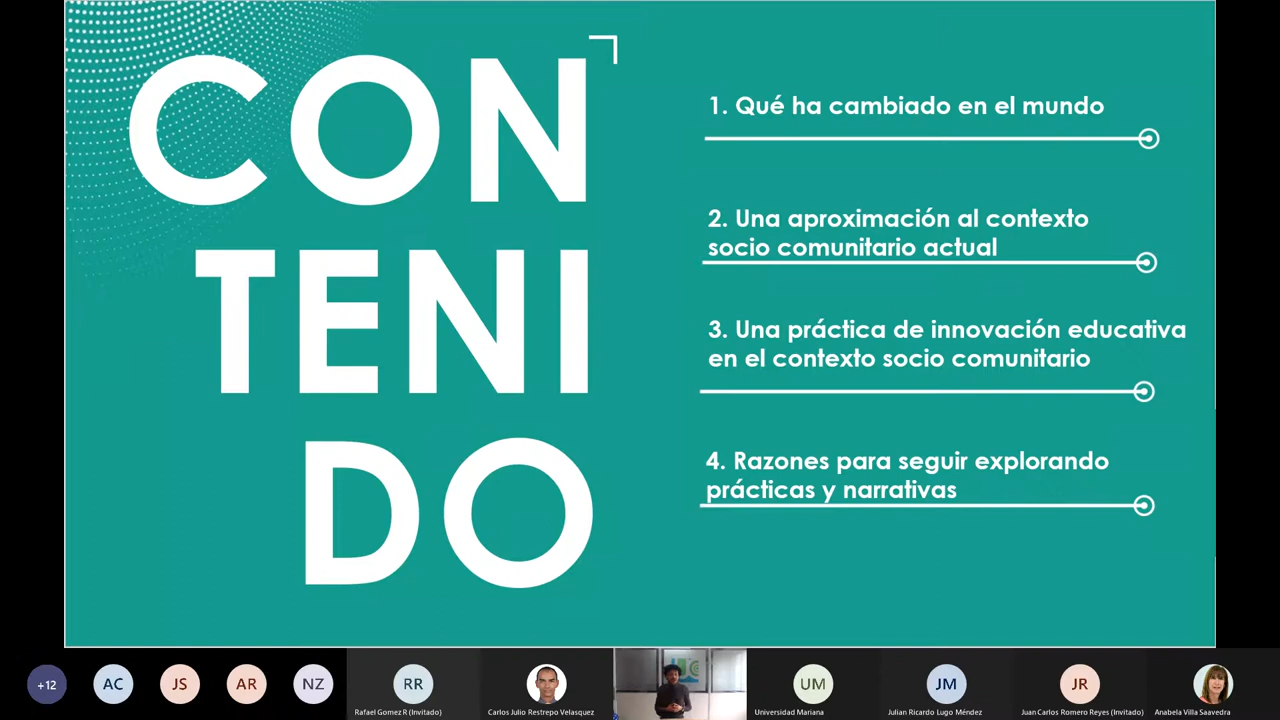 CON
TENI
DO
1. Qué ha cambiado en el mundo
2. Una aproximación al contexto
socio comunitario actual
3. Una práctica de innovación educativa
en el contexto socio comunitario
4. Razones para seguir explorando
prácticas y narrativas
+12
AC
JS
AR
NZ
RR
Rafael Gomez R (Invitado)
Carlos Julio Restrepo Velasquez
UM
Universidad Mariana
JM
Julian Ricardo Lugo Méndez
JR
Juan Carlos Romero Reyes (Invitado)
Anabela Villa Saavedra